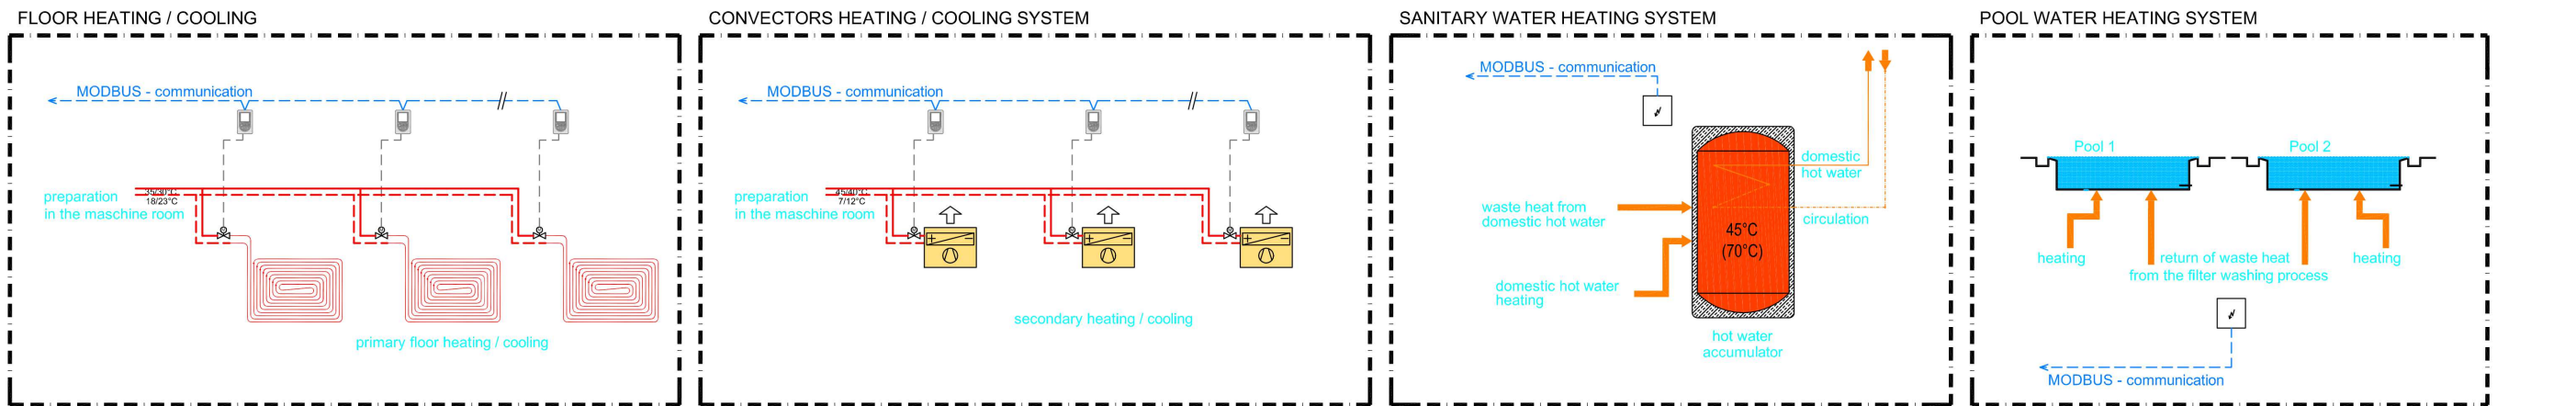 FLOOR HEATING / COOLING
MODBUS - communication
preparation
in the maschine room
35/30°C
18/23°C
primary floor heating / cooling
CONVECTORS HEATING / COOLING SYSTEM
MODBUS - communication
preparation
in the maschine room
45/40°C
7/12°C
secondary heating / cooling
SANITARY WATER HEATING SYSTEM
MODBUS - communication
domestic
hot water
waste heat from
domestic hot water
circulation
45°C
(70°C)
domestic hot water
heating
hot water
accumulator
POOL WATER HEATING SYSTEM
Pool 1
Pool 2
heating
return of waste heat
from the filter washing process
heating
MODBUS - communication